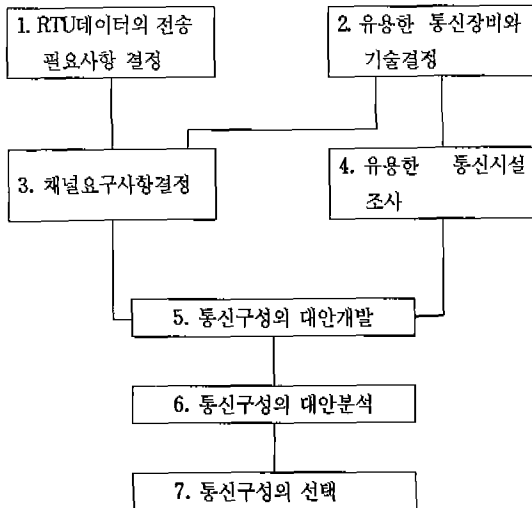 1. RTU데이터의 전송
필요사항 결정
2. 유용한 통신장비와
기술결정
3. 채널요구사항결정
4. 유용한 통신시설
조사
5. 통신구성의 대안개발
6. 통신구성의 대안분석
7. 통신구성의 선택